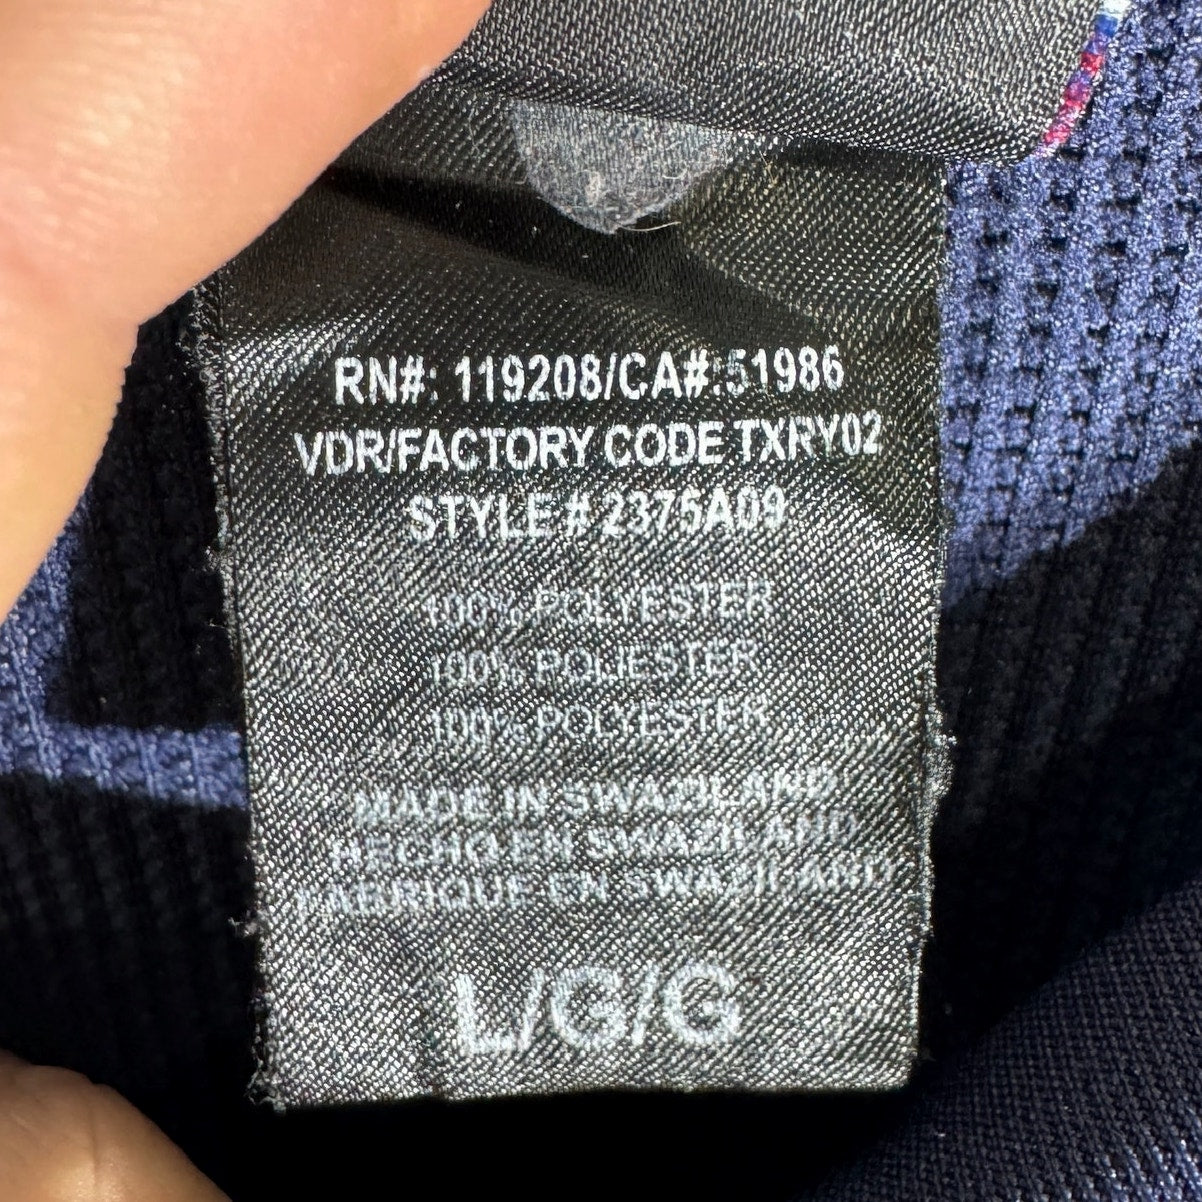 RN#: 119208/CA#:51986
VDR/FACTORY CODE TXRY02
STYLE# 2375A09
100% POLYESTER
100% POLIESTER
100% POLYESTER
MADE IN SWAZILAND
HECHO EN SWAZILAND
FABRIQUE EN SWAZILAND
L/G/G